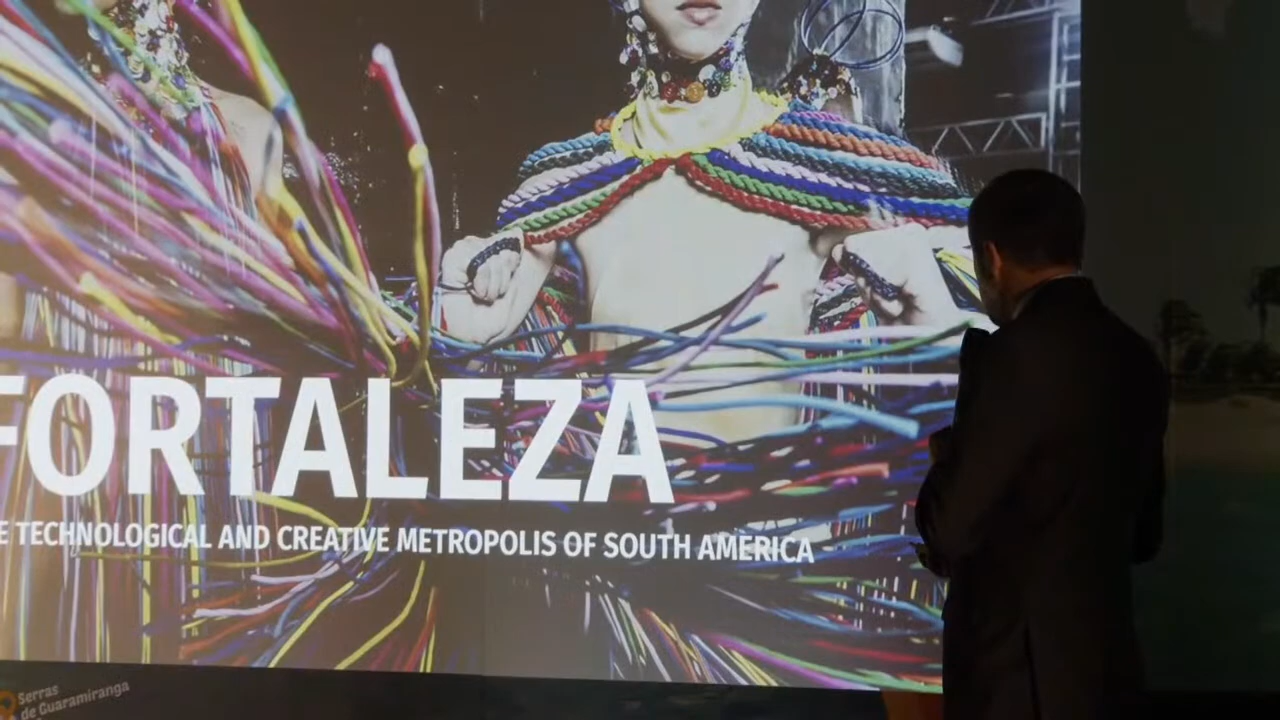 FORTALEZA
E TECHNOLOGICAL AND CREATIVE METROPOLIS OF SOUTH AMERICA
Serras
de Guaramiranga